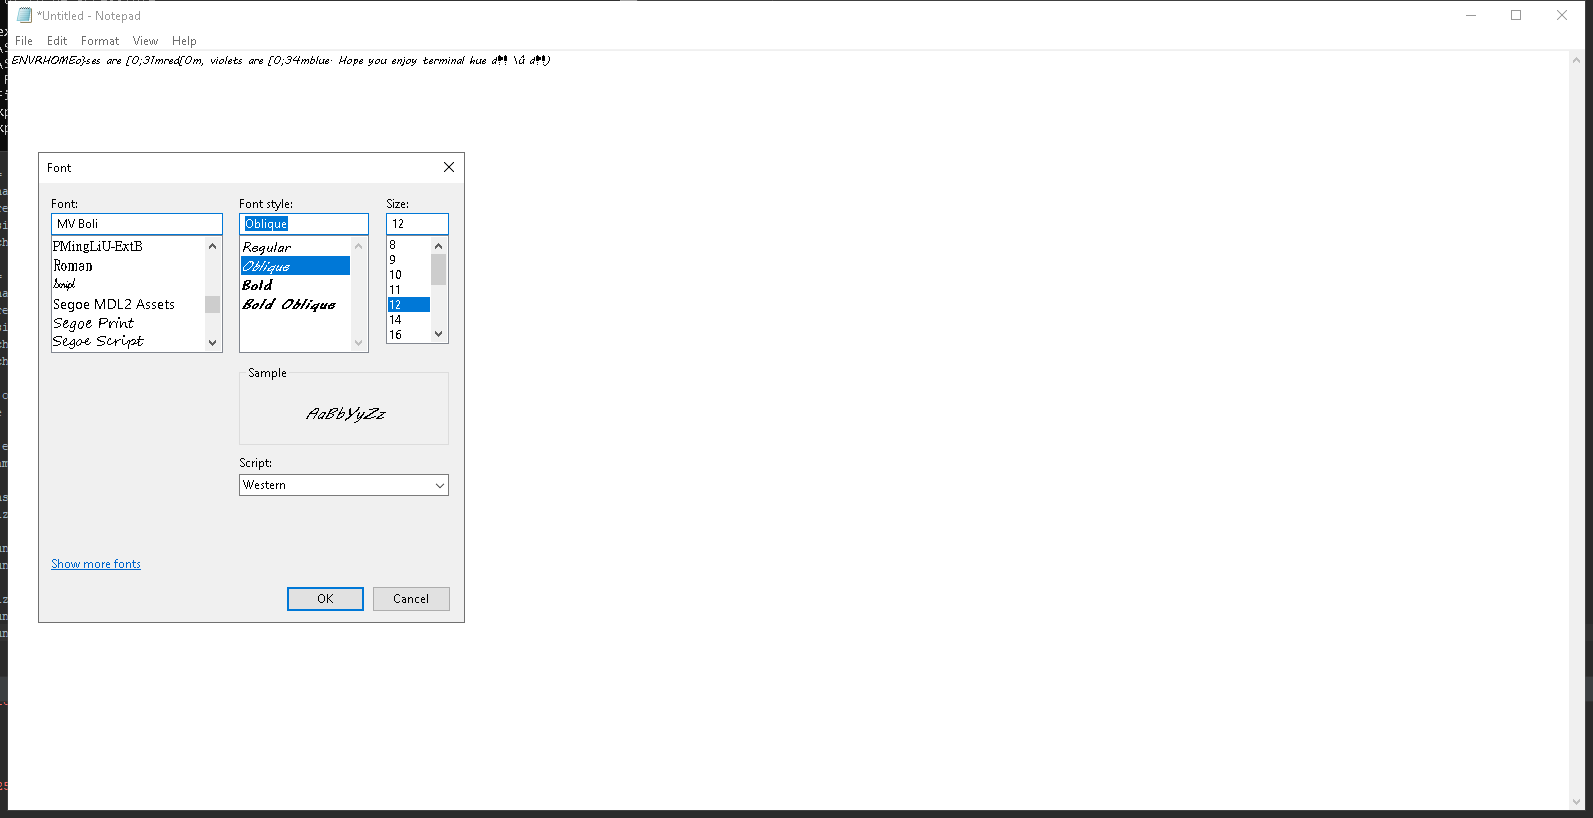 *Untitled - Notepad
File Edit Format View Help
ENVRHOMEo}ses are [0;31mred[0m, violets are [0;34mblue. Hope you enjoy terminal hue
Font
Font: Font style: Size:
MV Boli Oblique 12
PMingLiU-ExtB
Roman
Script
Segoe MDL2 Assets
Segoe Print
Segoe Script
Regular
Oblique
Bold
Bold Oblique
8
9
10
11
12
14
16
Sample
AaBbYyZz
Script:
Western
Show more fonts
OK Cancel